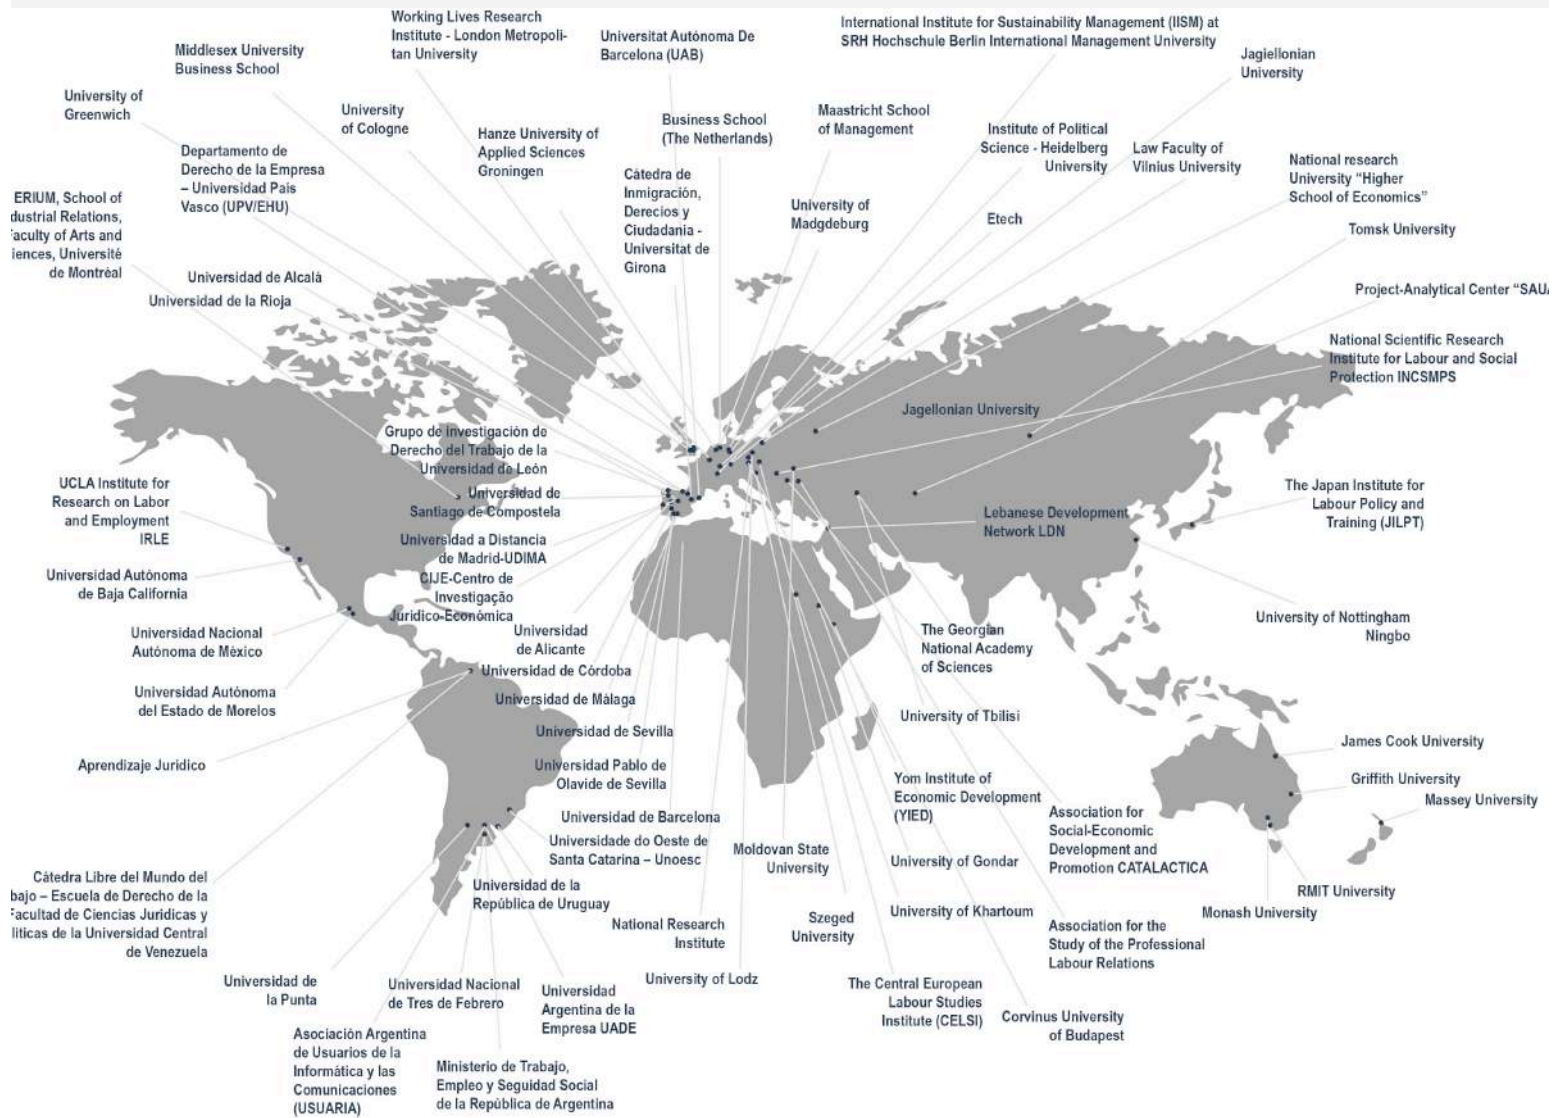 Working Lives Research
Institute - London Metropoli-
tan University
Middlesex University
Business School
Universitat Autónoma De
Barcelona (UAB)
International Institute for Sustainability Management (IISM) at
SRH Hochschule Berlin International Management University
Jagiellonian
University
University of
Greenwich
University
of Cologne
Hanze University of
Applied Sciences
Groningen
Business School
(The Netherlands)
Maastricht School
of Management
Institute of Political
Science - Heidelberg
University
Law Faculty of
Vilnius University
National research
University “Higher
School of Economics”
Departamento de
Derecho de la Empresa
– Universidad País
Vasco (UPV/EHU)
Cátedra de
Inmigración,
Derecios y
Ciudadania -
Universitat de
Girona
University of
Madgdeburg
Etech
Tomsk University
ERIUM, School of
dustrial Relations,
Faculty of Arts and
iences, Université
de Montréal
Universidad de Alcalá
Universidad de la Rioja
Project-Analytical Center “SAUA
National Scientific Research
Institute for Labour and Social
Protection INCSMPS
Jagellonian University
Grupo de investigación de
Derecho del Trabajo de la
Universidad de León
UCLA Institute for
Research on Labor
and Employment
IRLE
Universidad de
Santiago de Compostela
Lebanese Development
Network LDN
The Japan Institute for
Labour Policy and
Training (JILPT)
Universidad a Distancia
de Madrid-UDIMA
Universidad Autónoma
de Baja California
CIJE-Centro de
Investigação
Jurídico-Económica
Universidad Nacional
Autónoma de México
Universidad
de Alicante
The Georgian
National Academy
of Sciences
University of Nottingham
Ningbo
Universidad de Córdoba
Universidad Autónoma
del Estado de Morelos
Universidad de Málaga
Universidad de Sevilla
University of Tbilisi
James Cook University
Aprendizaje Jurídico
Universidad Pablo de
Olavide de Sevilla
Yom Institute of
Economic Development
(YIED)
Griffith University
Massey University
Universidad de Barcelona
Universidade do Oeste de
Santa Catarina – Unoesc
Moldovan State
University
Association for
Social-Economic
Development and
Promotion CATALACTICA
University of Gondar
Cátedra Libre del Mundo del
bajo – Escuela de Derecho de la
Facultad de Ciencias Jurídicas y
líticas de la Universidad Central
de Venezuela
Universidad de la
República de Uruguay
RMIT University
Monash University
National Research
Institute
Szeged
University
University of Khartoum
Association for the
Study of the Professional
Labour Relations
University of Lodz
Universidad de
la Punta
Universidad Nacional
de Tres de Febrero
Universidad
Argentina de la
Empresa UADE
The Central European
Labour Studies
Institute (CELSI)
Corvinus University
of Budapest
Asociación Argentina
de Usuarios de la
Informática y las
Comunicaciones
(USUARIA)
Ministerio de Trabajo,
Empleo y Seguidad Social
de la República de Argentina